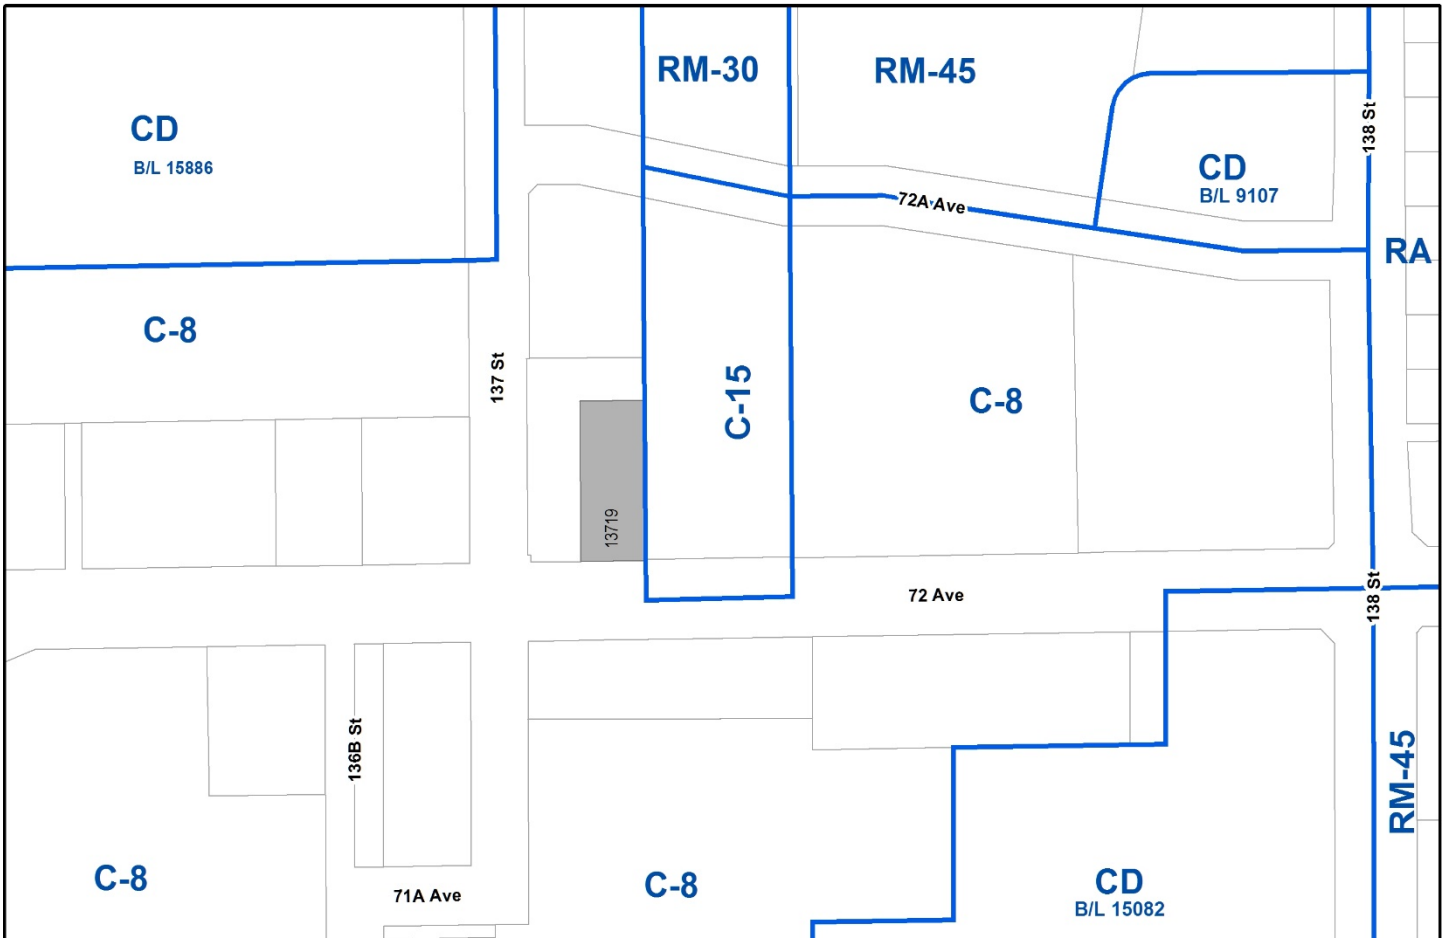 RM-30
RM-45
138 St
CD
B/L 15886
CD
B/L 9107
72A Ave
RA
C-8
137 St
C-15
C-8
13719
72 Ave
138 St
136B St
RM-45
C-8
71A Ave
C-8
CD
B/L 15082